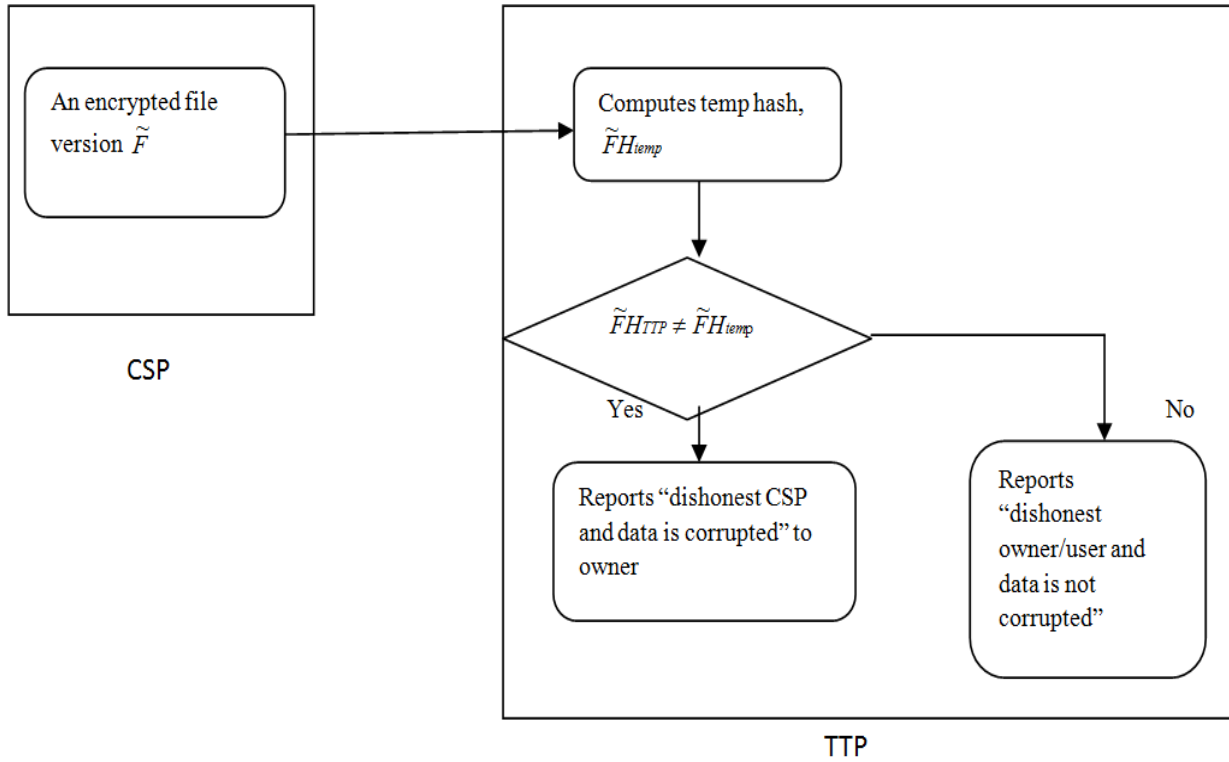 An encrypted file
version F̃
CSP
Computes temp hash,
F̃H_temp
F̃H_TTP ≠ F̃H_temp
Yes
No
Reports “dishonest CSP
and data is corrupted” to
owner
Reports
“dishonest
owner/user and
data is not
corrupted”
TTP